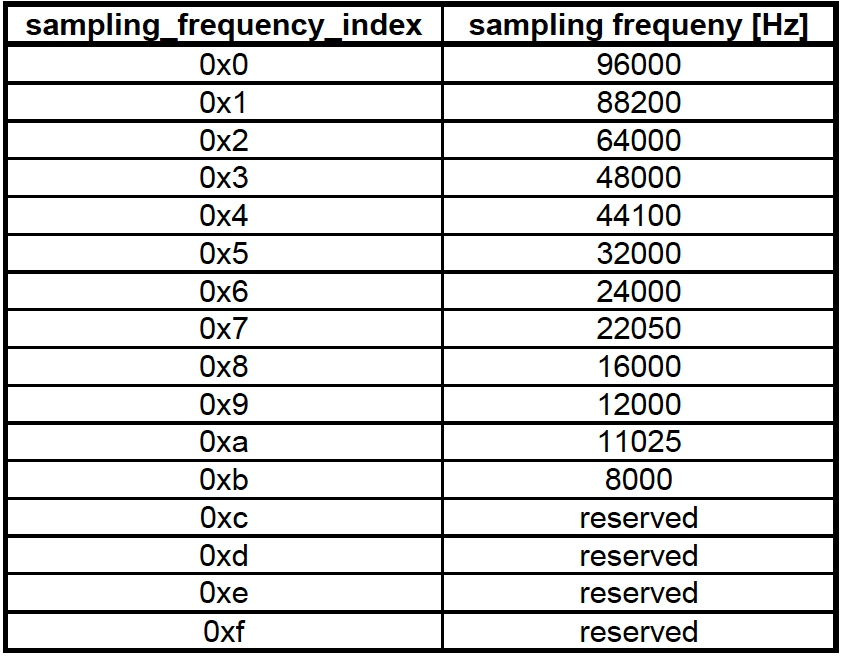 sampling_frequency_index sampling frequeny [Hz]
0x0 96000
0x1 88200
0x2 64000
0x3 48000
0x4 44100
0x5 32000
0x6 24000
0x7 22050
0x8 16000
0x9 12000
0xa 11025
0xb 8000
0xc reserved
0xd reserved
0xe reserved
0xf reserved